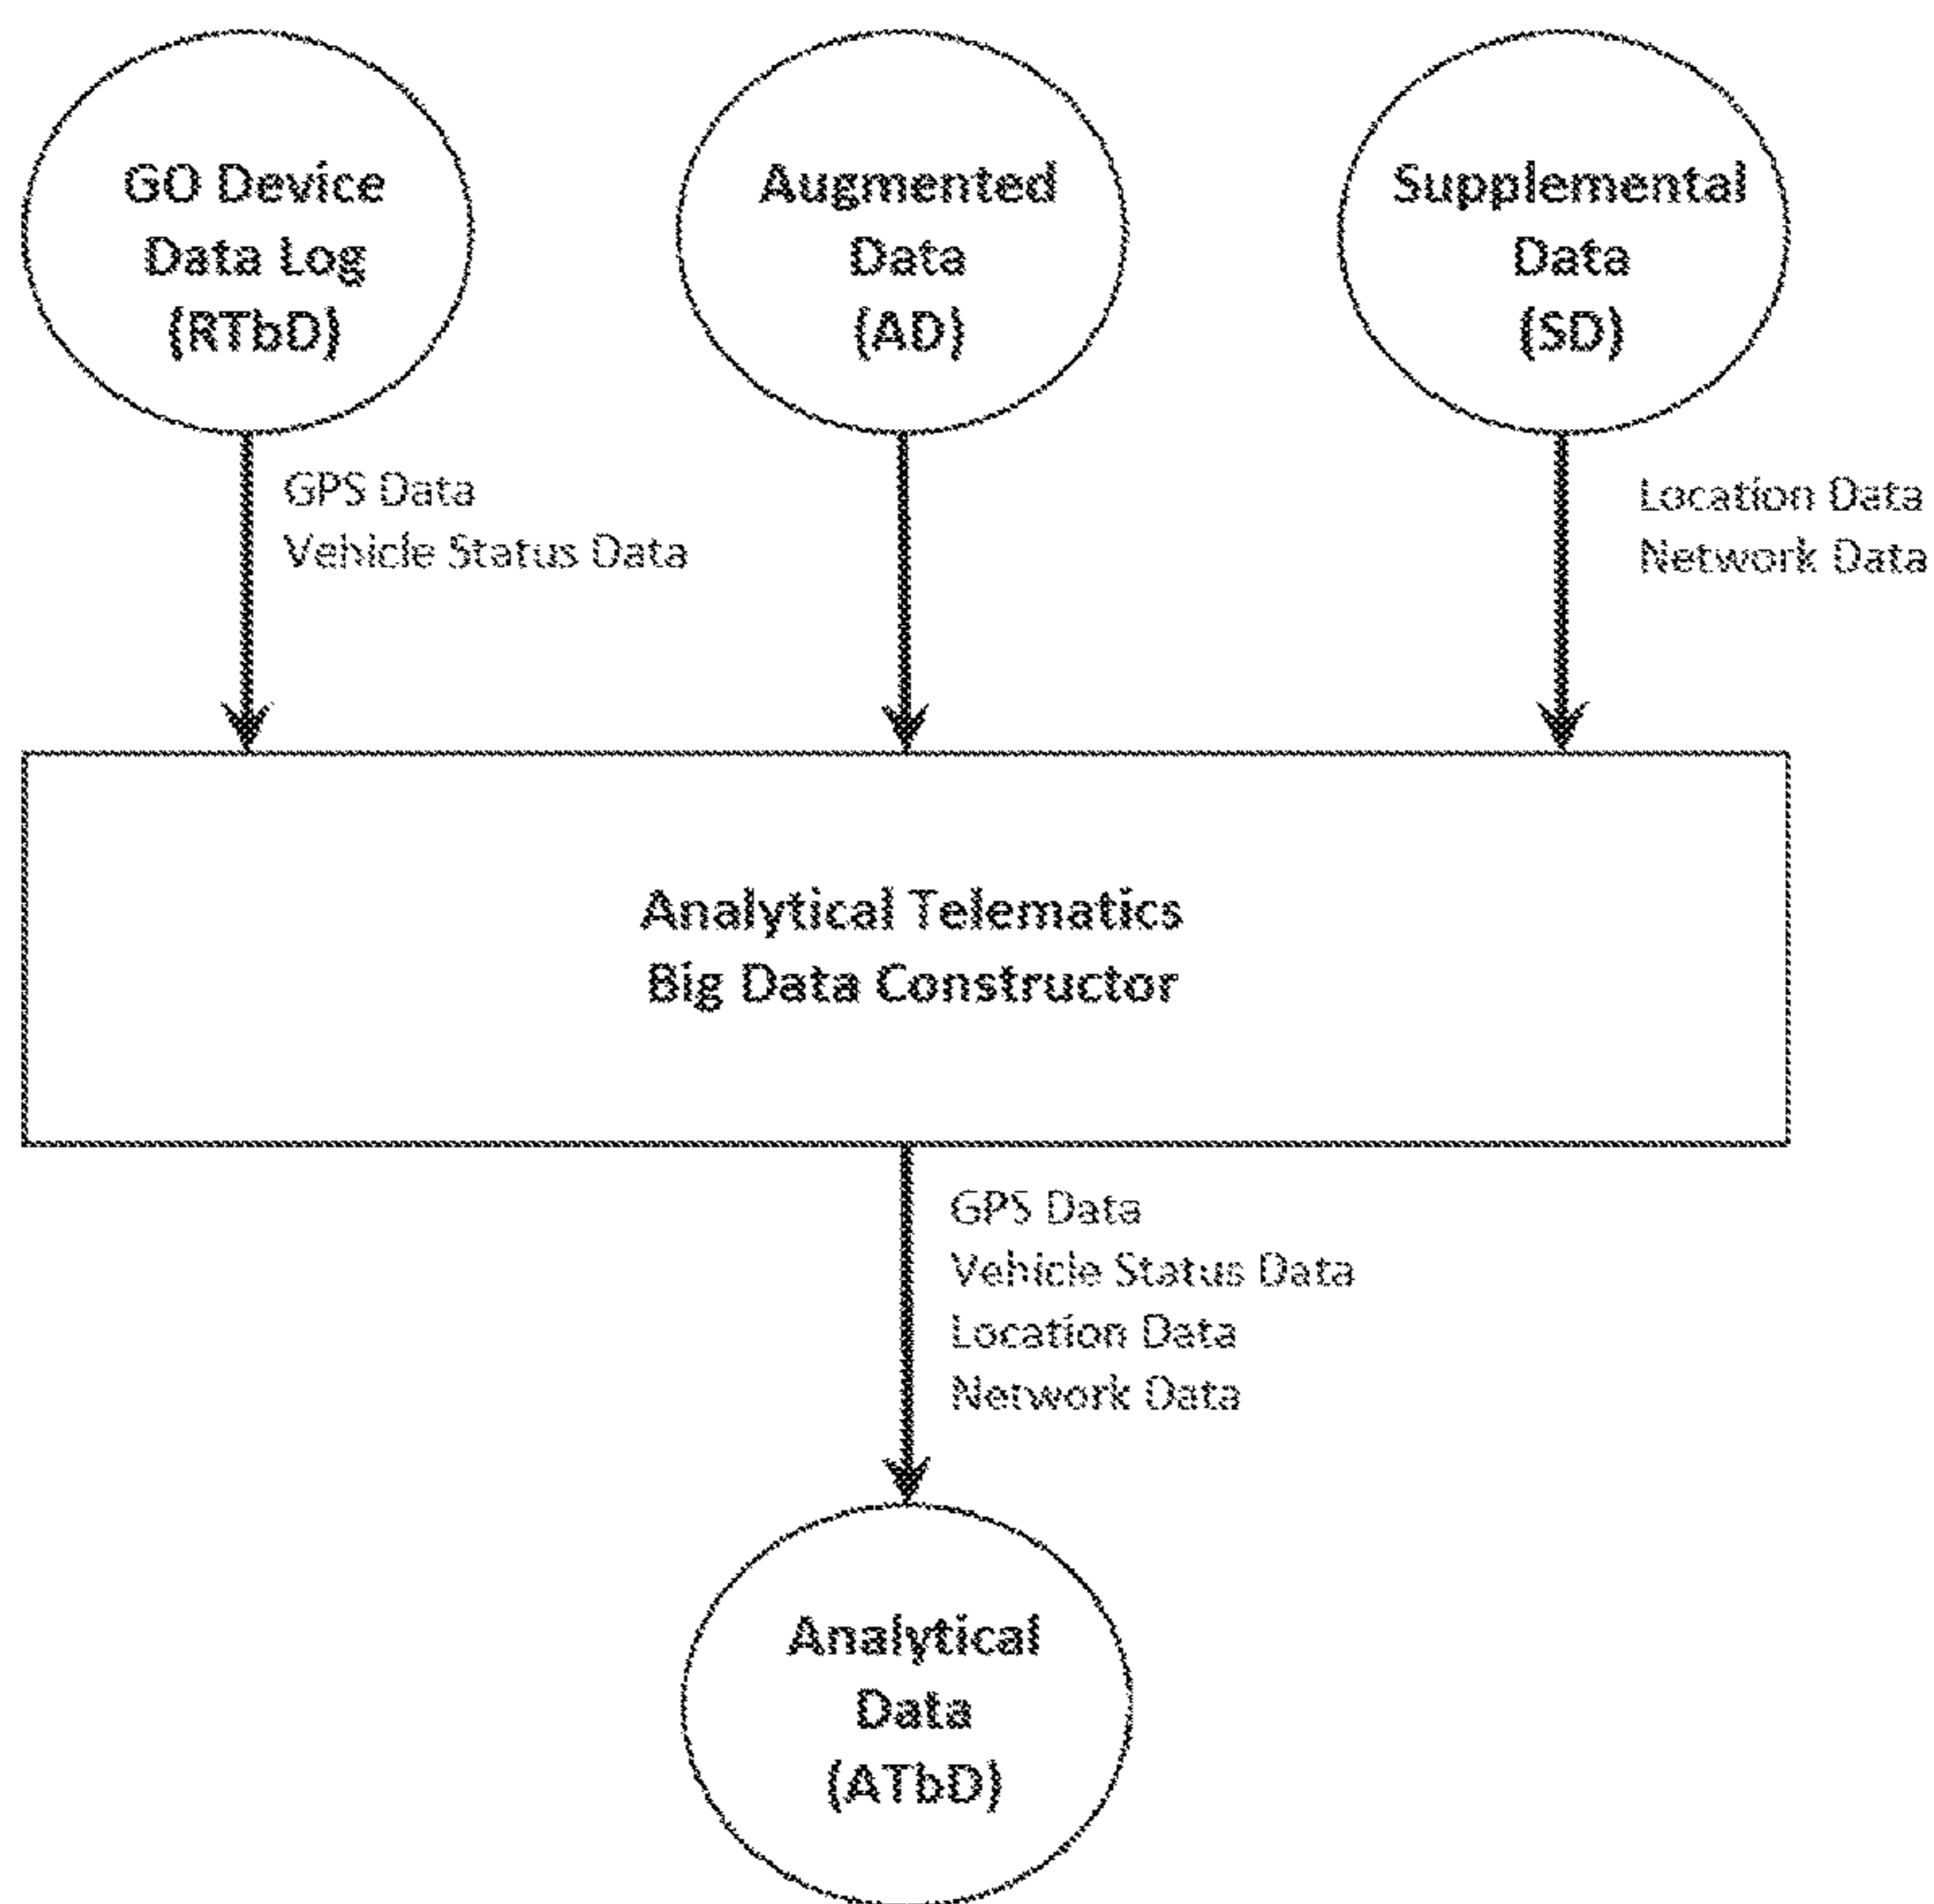 GO Device
Data Log
(RTbD)
Augmented
Data
(AD)
Supplemental
Data
(SD)
GPS Data
Vehicle Status Data
Location Data
Network Data
Analytical Telematics
Big Data Constructor
GPS Data
Vehicle Status Data
Location Data
Network Data
Analytical
Data
(ATbD)